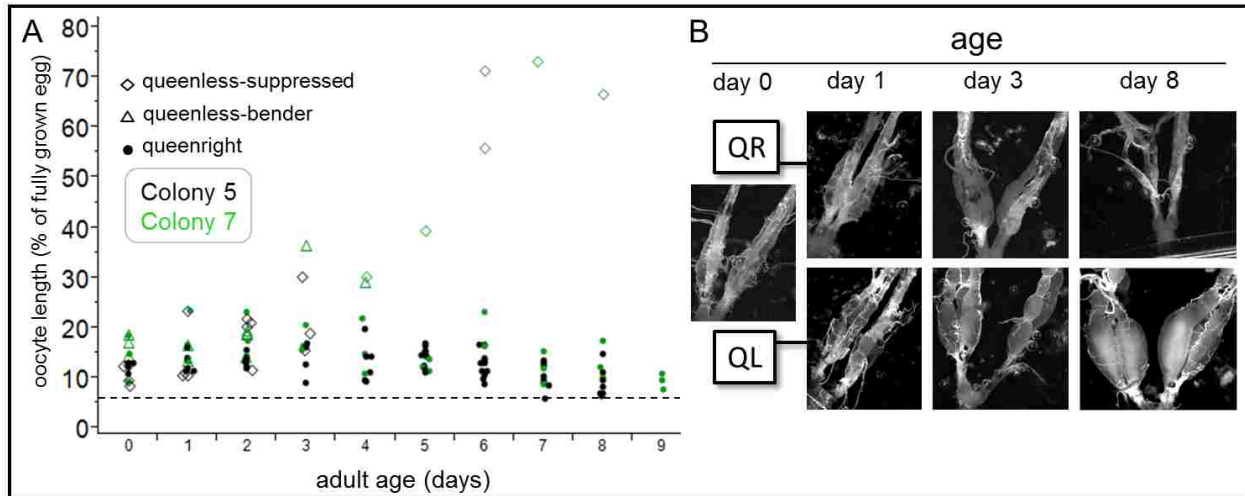 A
oocyte length (% of fully grown egg)
80
70
60
50
40
30
20
10
0
queenless-suppressed
queenless-bender
queenright
Colony 5
Colony 7
0 1 2 3 4 5 6 7 8 9
adult age (days)
B
age
day 0 day 1 day 3 day 8
QR
QL